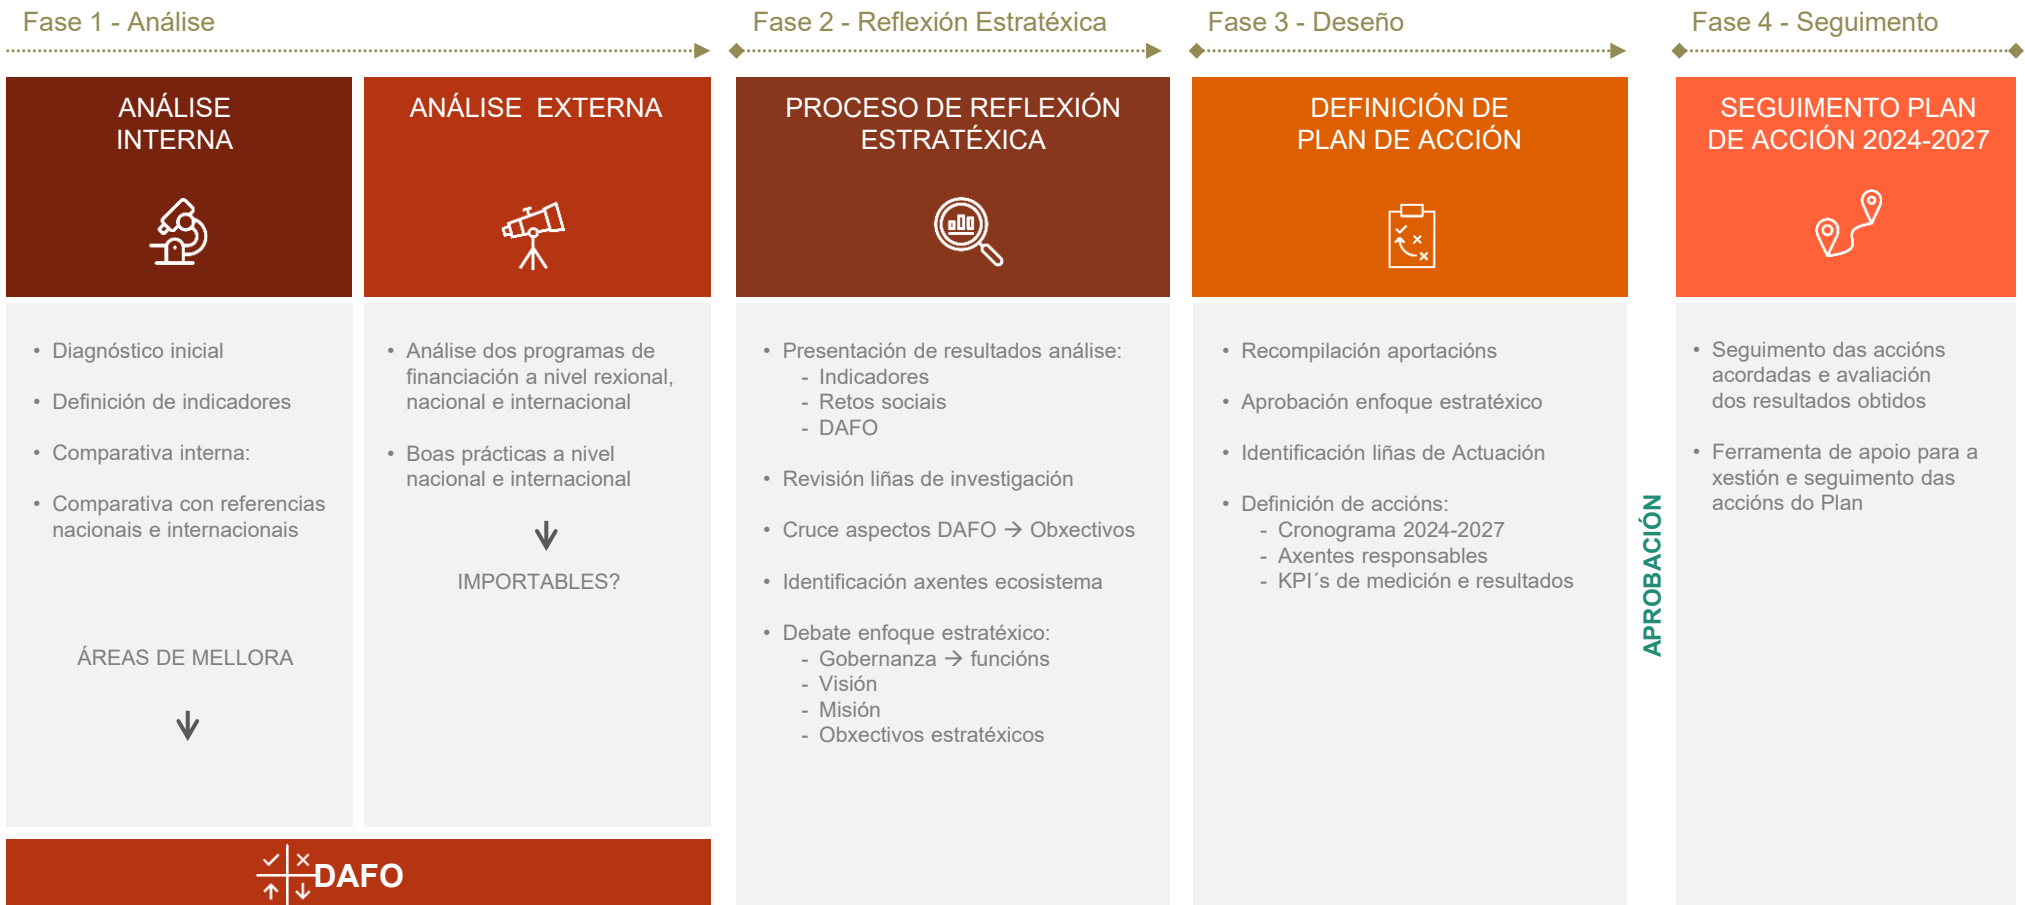 Fase 1 - Análise
Fase 2 - Reflexión Estratéxica
Fase 3 - Deseño
Fase 4 - Seguimento
ANÁLISE
INTERNA
• Diagnóstico inicial
• Definición de indicadores
• Comparativa interna:
• Comparativa con referencias
nacionais e internacionais
ÁREAS DE MELLORA
ANÁLISE EXTERNA
• Análise dos programas de
financiación a nivel rexional,
nacional e internacional
• Boas prácticas a nivel
nacional e internacional
IMPORTABLES?
DAFO
PROCESO DE REFLEXIÓN
ESTRATÉXICA
• Presentación de resultados análise:
- Indicadores
- Retos sociais
- DAFO
• Revisión liñas de investigación
• Cruce aspectos DAFO → Obxectivos
• Identificación axentes ecosistema
• Debate enfoque estratéxico:
- Gobernanza → funcións
- Visión
- Misión
- Obxectivos estratéxicos
DEFINICIÓN DE
PLAN DE ACCIÓN
• Recompilación aportacións
• Aprobación enfoque estratéxico
• Identificación liñas de Actuación
• Definición de accións:
- Cronograma 2024-2027
- Axentes responsables
- KPI´s de medición e resultados
APROBACIÓN
SEGUIMENTO PLAN
DE ACCIÓN 2024-2027
• Seguimento das accións
acordadas e avaliación
dos resultados obtidos
• Ferramenta de apoio para a
xestión e seguimento das
accións do Plan